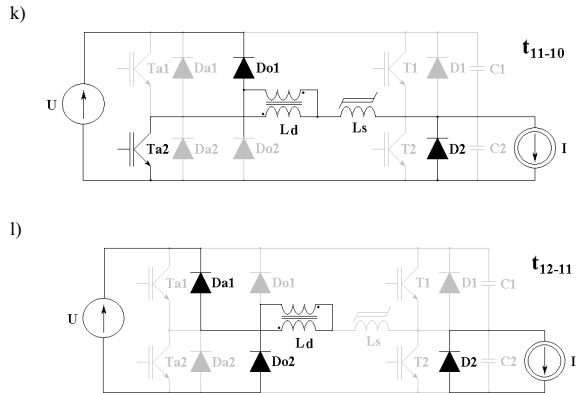 k)
t11-10
Ta1 Da1 Do1 T1 D1 C1
U
Ld Ls
Ta2 Da2 Do2 T2 D2 C2
I
l)
t12-11
Ta1 Da1 Do1 T1 D1 C1
U
Ld Ls
Ta2 Da2 Do2 T2 D2 C2
I